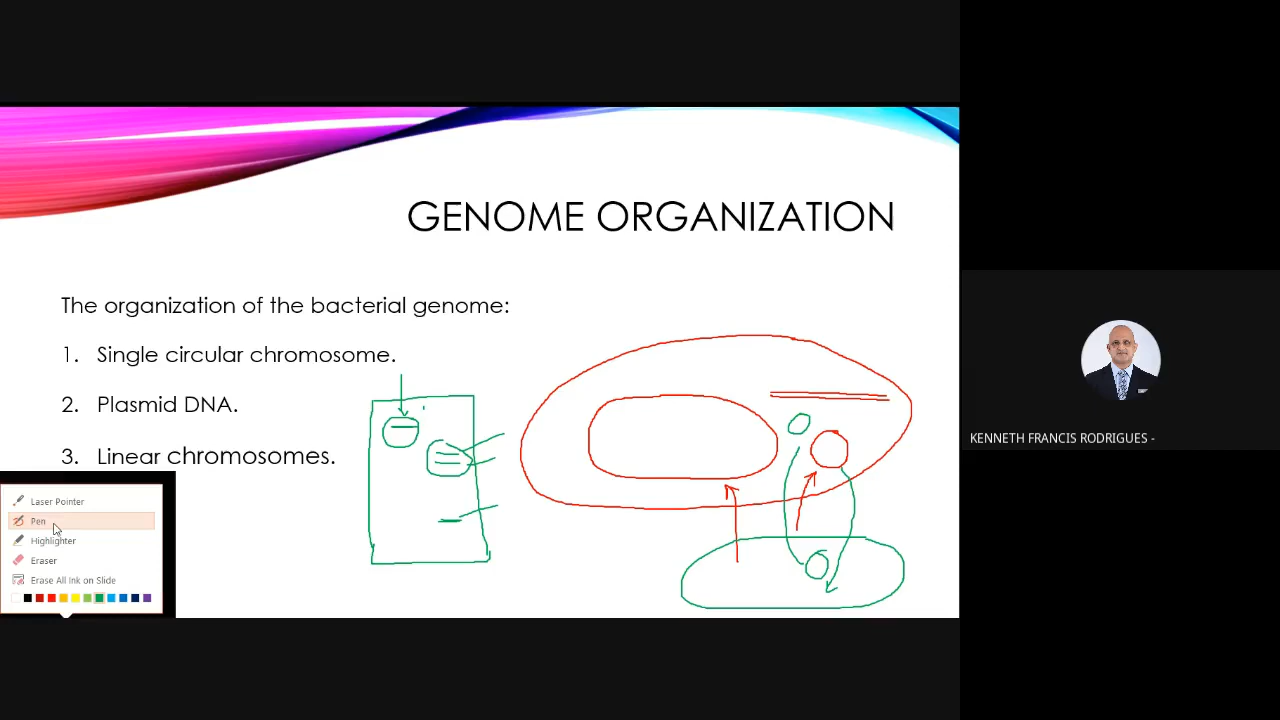 GENOME ORGANIZATION
The organization of the bacterial genome:
1. Single circular chromosome.
2. Plasmid DNA.
3. Linear chromosomes.
KENNETH FRANCIS RODRIGUES -
Laser Pointer
Pen
Highlighter
Eraser
Erase All Ink on Slide